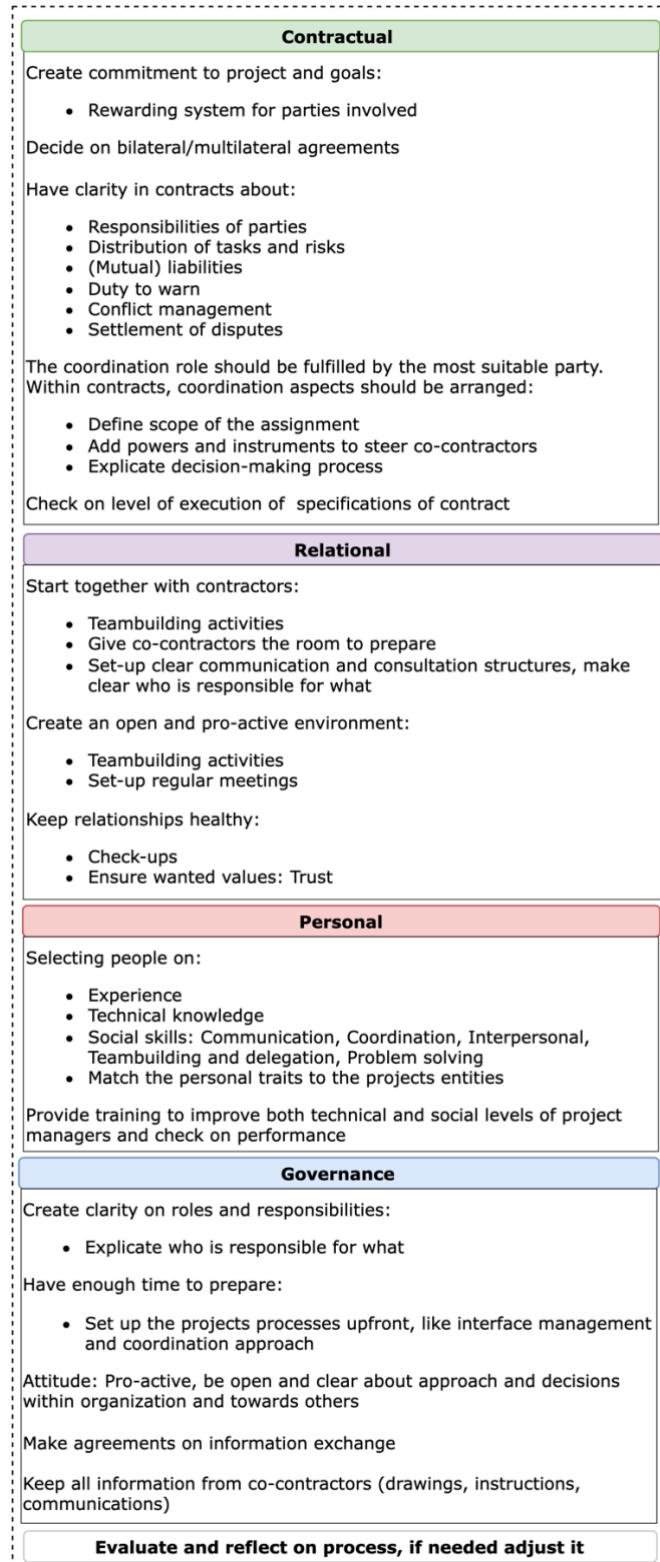 Contractual
Create commitment to project and goals:
• Rewarding system for parties involved
Decide on bilateral/multilateral agreements
Have clarity in contracts about:
• Responsibilities of parties
• Distribution of tasks and risks
• (Mutual) liabilities
• Duty to warn
• Conflict management
• Settlement of disputes
The coordination role should be fulfilled by the most suitable party.
Within contracts, coordination aspects should be arranged:
• Define scope of the assignment
• Add powers and instruments to steer co-contractors
• Explicate decision-making process
Check on level of execution of specifications of contract
Relational
Start together with contractors:
• Teambuilding activities
• Give co-contractors the room to prepare
• Set-up clear communication and consultation structures, make
clear who is responsible for what
Create an open and pro-active environment:
• Teambuilding activities
• Set-up regular meetings
Keep relationships healthy:
• Check-ups
• Ensure wanted values: Trust
Personal
Selecting people on:
• Experience
• Technical knowledge
• Social skills: Communication, Coordination, Interpersonal,
Teambuilding and delegation, Problem solving
• Match the personal traits to the projects entities
Provide training to improve both technical and social levels of project
managers and check on performance
Governance
Create clarity on roles and responsibilities:
• Explicate who is responsible for what
Have enough time to prepare:
• Set up the projects processes upfront, like interface management
and coordination approach
Attitude: Pro-active, be open and clear about approach and decisions
within organization and towards others
Make agreements on information exchange
Keep all information from co-contractors (drawings, instructions,
communications)
Evaluate and reflect on process, if needed adjust it